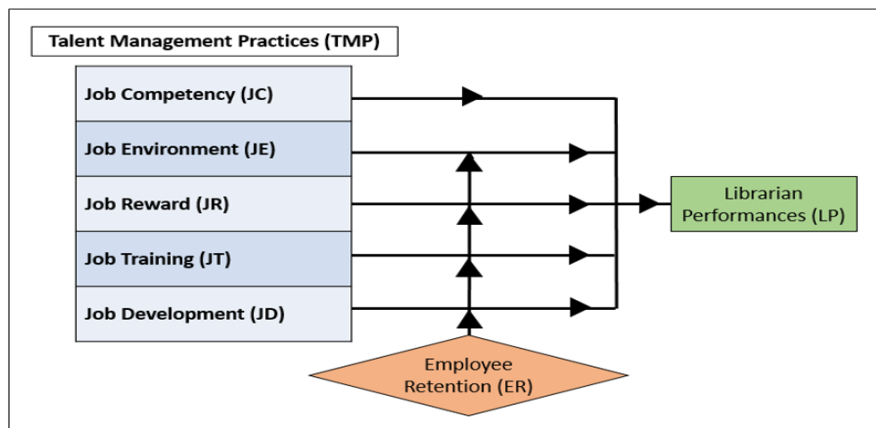 Talent Management Practices (TMP)
Job Competency (JC)
Job Environment (JE)
Job Reward (JR)
Job Training (JT)
Job Development (JD)
Librarian
Performances (LP)
Employee
Retention (ER)